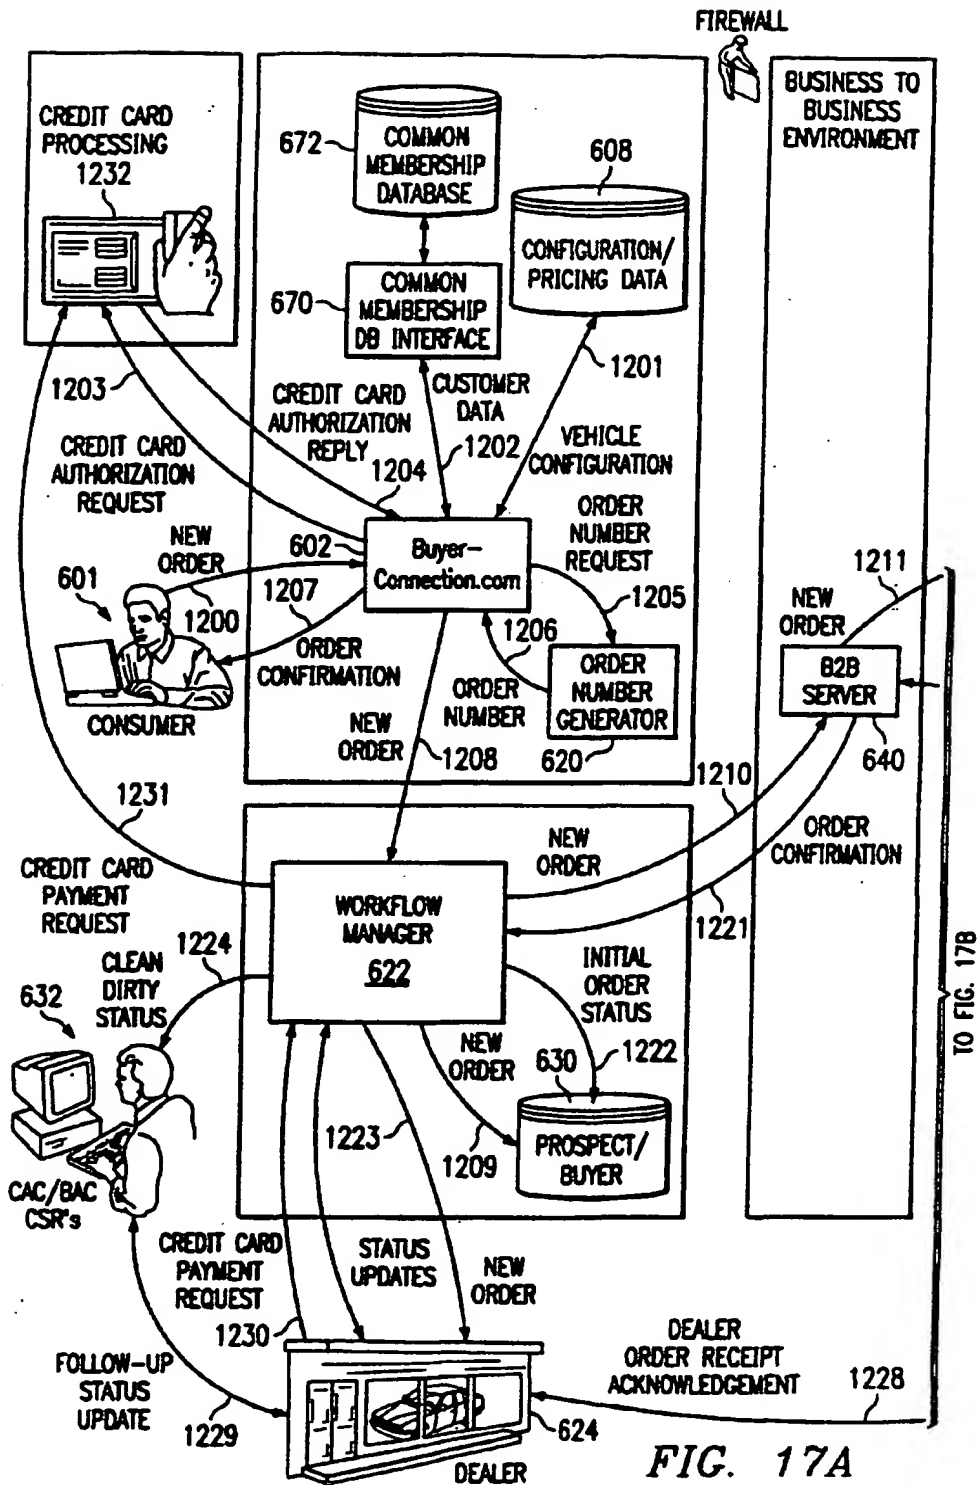 FIREWALL
CREDIT CARD
PROCESSING
1232
672
COMMON
MEMBERSHIP
DATABASE
608
CONFIGURATION/
PRICING DATA
BUSINESS TO
BUSINESS
ENVIRONMENT
670
COMMON
MEMBERSHIP
DB INTERFACE
1203
CREDIT CARD
AUTHORIZATION
REQUEST
CREDIT CARD
AUTHORIZATION
REPLY
1204
CUSTOMER
DATA
1202
1201
VEHICLE
CONFIGURATION
ORDER
NUMBER
REQUEST
NEW
ORDER
601
1200
602
Buyer-
Connection.com
1207
1205
1206
ORDER
CONFIRMATION
CONSUMER
ORDER
NUMBER
ORDER
NUMBER
GENERATOR
620
NEW
ORDER
1208
1211
NEW
ORDER
B2B
SERVER
640
1210
1231
CREDIT CARD
PAYMENT
REQUEST
NEW
ORDER
ORDER
CONFIRMATION
1221
WORKFLOW
MANAGER
622
1224
CLEAN
DIRTY
STATUS
632
INITIAL
ORDER
STATUS
1222
NEW
ORDER
630
1223
1209
PROSPECT/
BUYER
CAC/BAC
CSR's
CREDIT CARD
PAYMENT
REQUEST
1230
STATUS
UPDATES
NEW
ORDER
FOLLOW-UP
STATUS
UPDATE
1229
DEALER
ORDER RECEIPT
ACKNOWLEDGEMENT
1228
624
DEALER
TO FIG. 17B
FIG. 17A